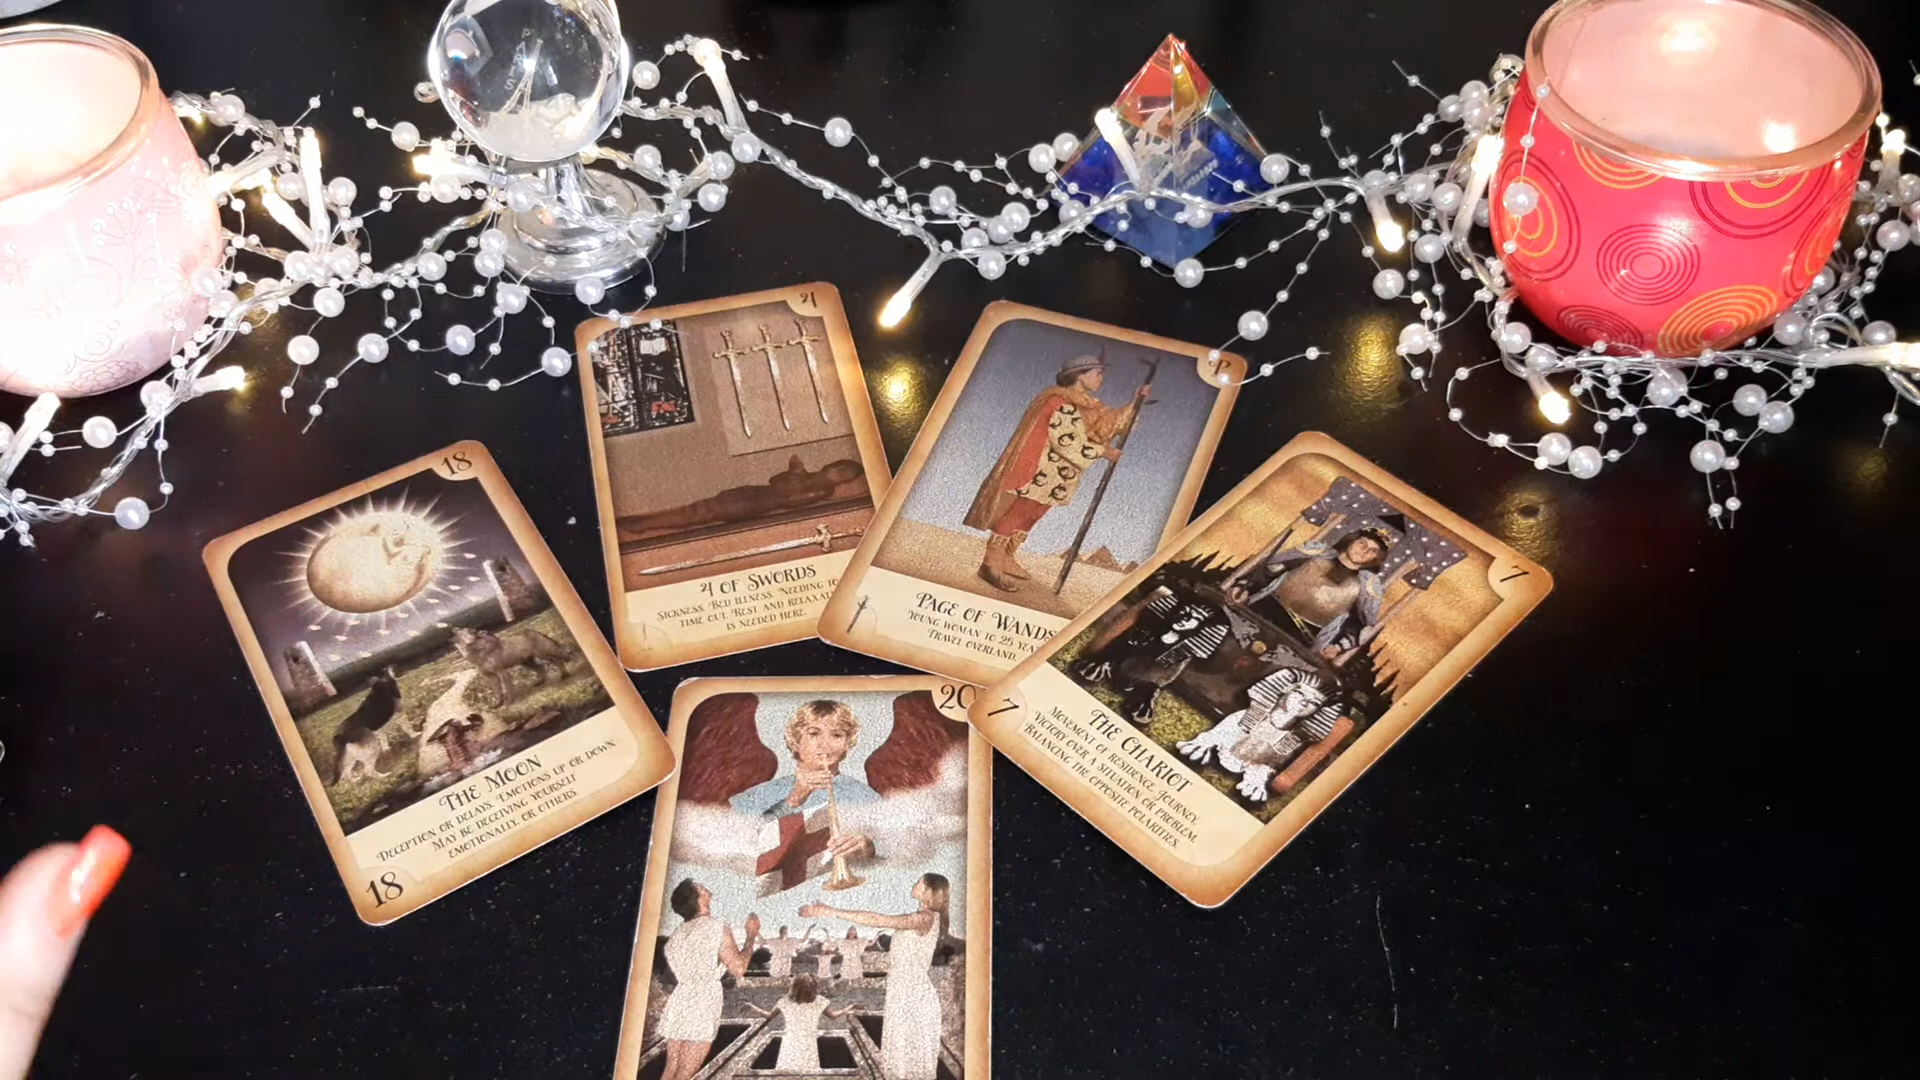 18
THE MOON
DECEPTION OR DELAYS. EMOTIONS UP OR DOWN.
MAY BE DECEIVING YOURSELF
EMOTIONALLY, OR OTHERS.
18
4
4 OF SWORDS
SICKNESS. BED ILLNESS. NEEDING TO
TIME OUT. REST AND
IS NEEDED HERE.
P
PAGE OF WANDS
YOUNG WOMAN TO 25
TRAVEL OVERLAND.
7
THE CHARIOT
MOVEMENT OF RESIDENCE. JOURNEY.
VICTORY OVER A SITUATION OR PROBLEM.
BALANCING THE OPPOSITE POLARITIES.
7
20
PARIS